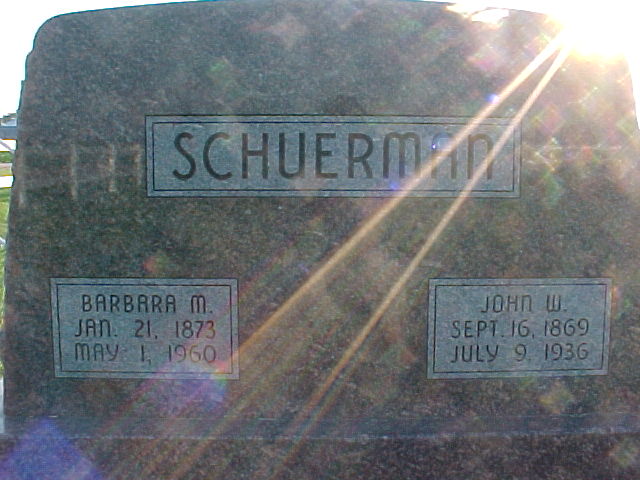 SCHUERMAN
BARBARA M.
JAN. 21, 1873
MAY 1, 1960
JOHN W.
SEPT. 16, 1869
JULY 9, 1936